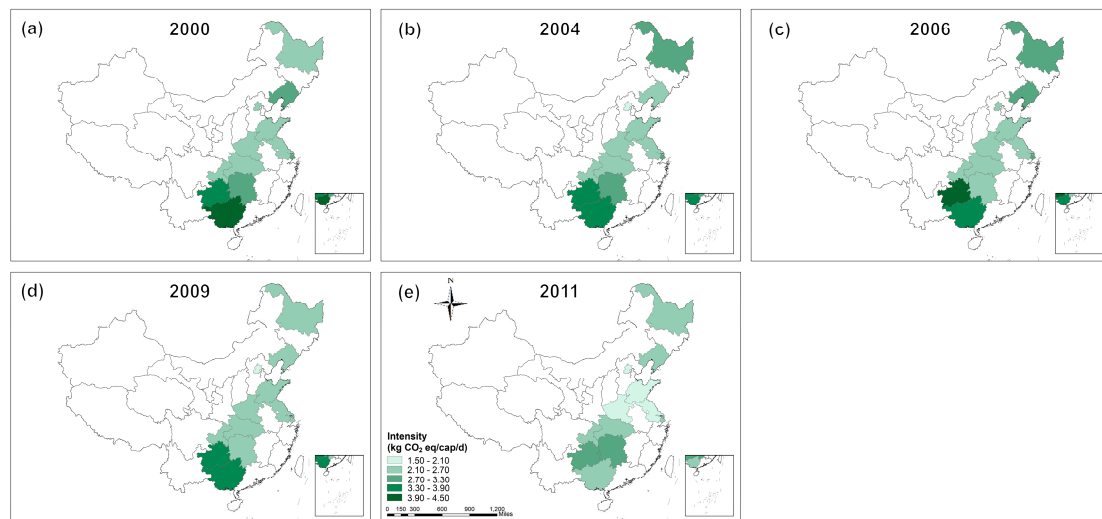 (a) 2000
(b) 2004
(c) 2006
(d) 2009
(e) 2011
N
Intensity
(kg CO₂ eq/cap/d)
1.50 - 2.10
2.10 - 2.70
2.70 - 3.30
3.30 - 3.90
3.90 - 4.50
0 150 300 600 900 1,200
Miles